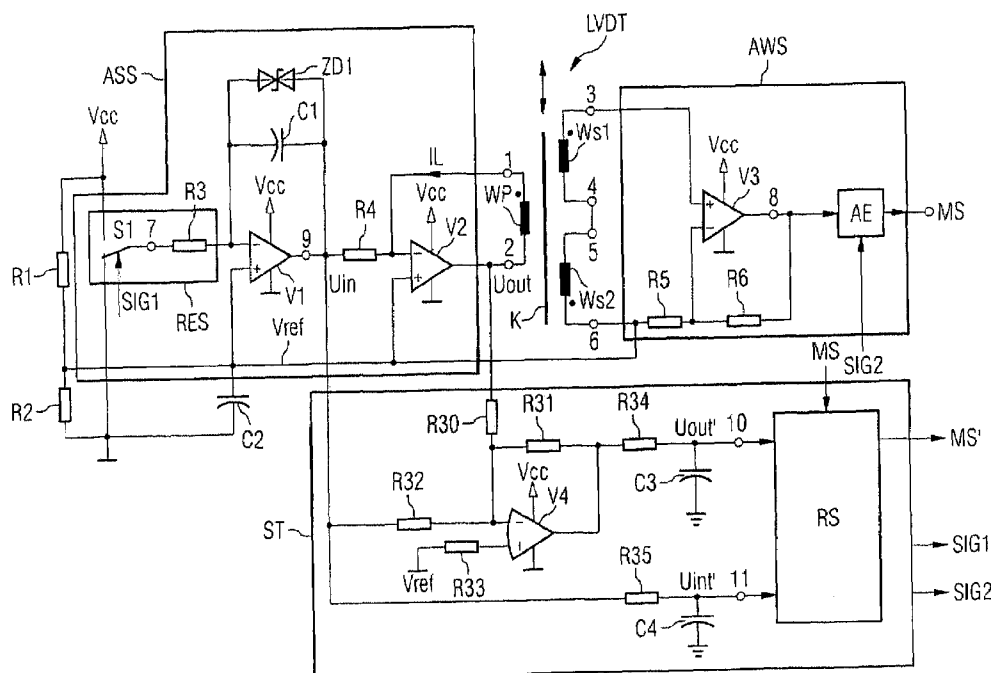 LVDT
ASS
ZD1
AWS
Vcc
C1
3
Ws1
Vcc
IL
1
Vcc
V3
R3
Vcc
R4
Vcc
WP
4
8
AE
MS
S1
7
V2
5
R1
9
2
R5
R6
SIG1
V1
Uin
Uout
Ws2
RES
K
Vref
6
MS
SIG2
R2
C2
R30
R31
R34
Uout'
10
MS'
R32
Vcc
V4
C3
ST
RS
Vref
R33
R35
Uint'
11
SIG1
SIG2
C4